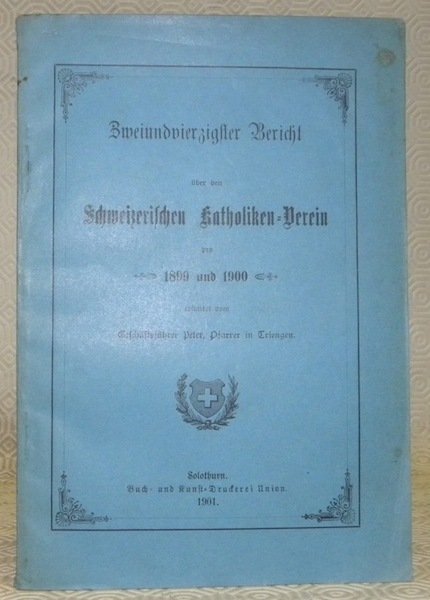 Zweiundvierzigster Bericht
über den
Schweizerischen Katholiken-Verein
pro
1899 und 1900
erstattet vom
Geschäftsführer Peter, Pfarrer in Triengen.
Solothurn.
Buch- und Kunst-Druckerei Union.
1901.